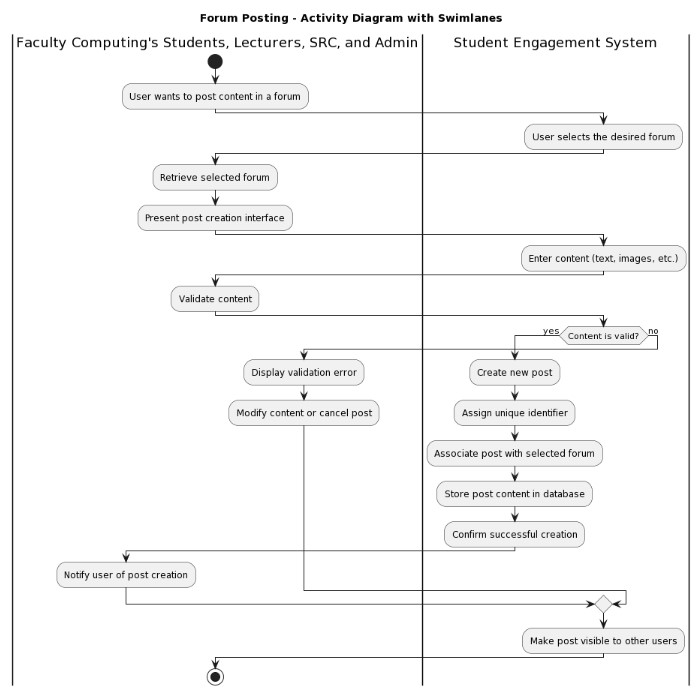 Forum Posting - Activity Diagram with Swimlanes
Faculty Computing's Students, Lecturers, SRC, and Admin
Student Engagement System
User wants to post content in a forum
User selects the desired forum
Retrieve selected forum
Present post creation interface
Enter content (text, images, etc.)
Validate content
yes
Content is valid?
no
Display validation error
Create new post
Modify content or cancel post
Assign unique identifier
Associate post with selected forum
Store post content in database
Confirm successful creation
Notify user of post creation
Make post visible to other users